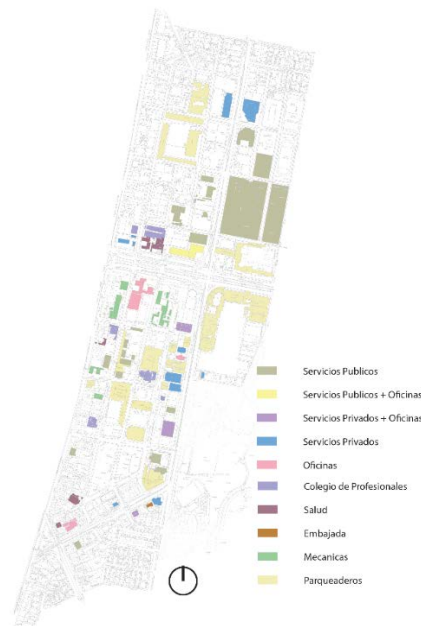 Servicios Publicos
Servicios Publicos + Oficinas
Servicios Privados + Oficinas
Servicios Privados
Oficinas
Colegio de Profesionales
Salud
Embajada
Mecanicas
Parqueaderos